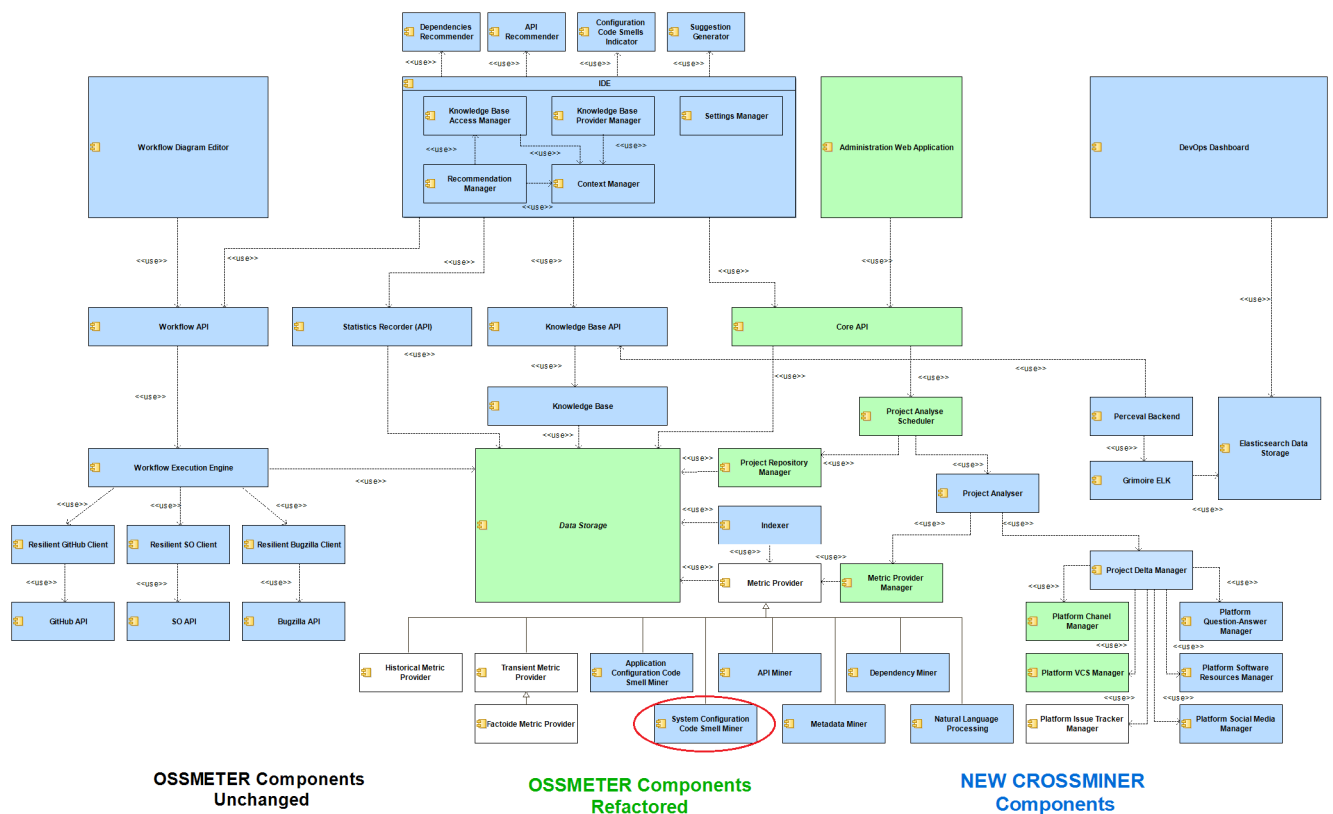 Dependencies
Recommender
API
Recommender
Configuration
Code Smells
Indicator
Suggestion
Generator
<<use>>
<<use>>
<<use>>
<<use>>
IDE
Workflow Diagram Editor
Knowledge Base
Access Manager
Knowledge Base
Provider Manager
Settings Manager
<<use>>
<<use>>
<<use>>
Recommendation
Manager
Context Manager
<<use>>
Administration Web Application
DevOps Dashboard
<<use>>
<<use>>
<<use>>
<<use>>
<<use>>
<<use>>
<<use>>
Workflow API
Statistics Recorder (API)
Knowledge Base API
Core API
<<use>>
<<use>>
<<use>>
<<use>>
<<use>>
<<use>>
Knowledge Base
<<use>>
Project Analyse
Scheduler
Perceval Backend
Elasticsearch Data
Storage
<<use>>
Grimoire ELK
<<use>>
Workflow Execution Engine
<<use>>
Data Storage
<<use>>
Project Repository
Manager
<<use>>
<<use>>
Project Analyser
<<use>>
<<use>>
<<use>>
<<use>>
Resilient GitHub Client
Resilient SO Client
Resilient Bugzilla Client
<<use>>
<<use>>
<<use>>
GitHub API
SO API
Bugzilla API
<<use>>
Indexer
<<use>>
<<use>>
Metric Provider
<<use>>
Metric Provider
Manager
Project Delta Manager
<<use>>
<<use>>
Platform Chanel
Manager
Platform
Question-Answer
Manager
<<use>>
<<use>>
Platform VCS Manager
Platform Software
Resources Manager
<<use>>
<<use>>
Platform Issue Tracker
Manager
Platform Social Media
Manager
Historical Metric
Provider
Transient Metric
Provider
Application
Configuration Code
Smell Miner
API Miner
Dependency Miner
Factoide Metric Provider
System Configuration
Code Smell Miner
Metadata Miner
Natural Language
Processing
OSSMETER Components
Unchanged
OSSMETER Components
Refactored
NEW CROSSMINER
Components